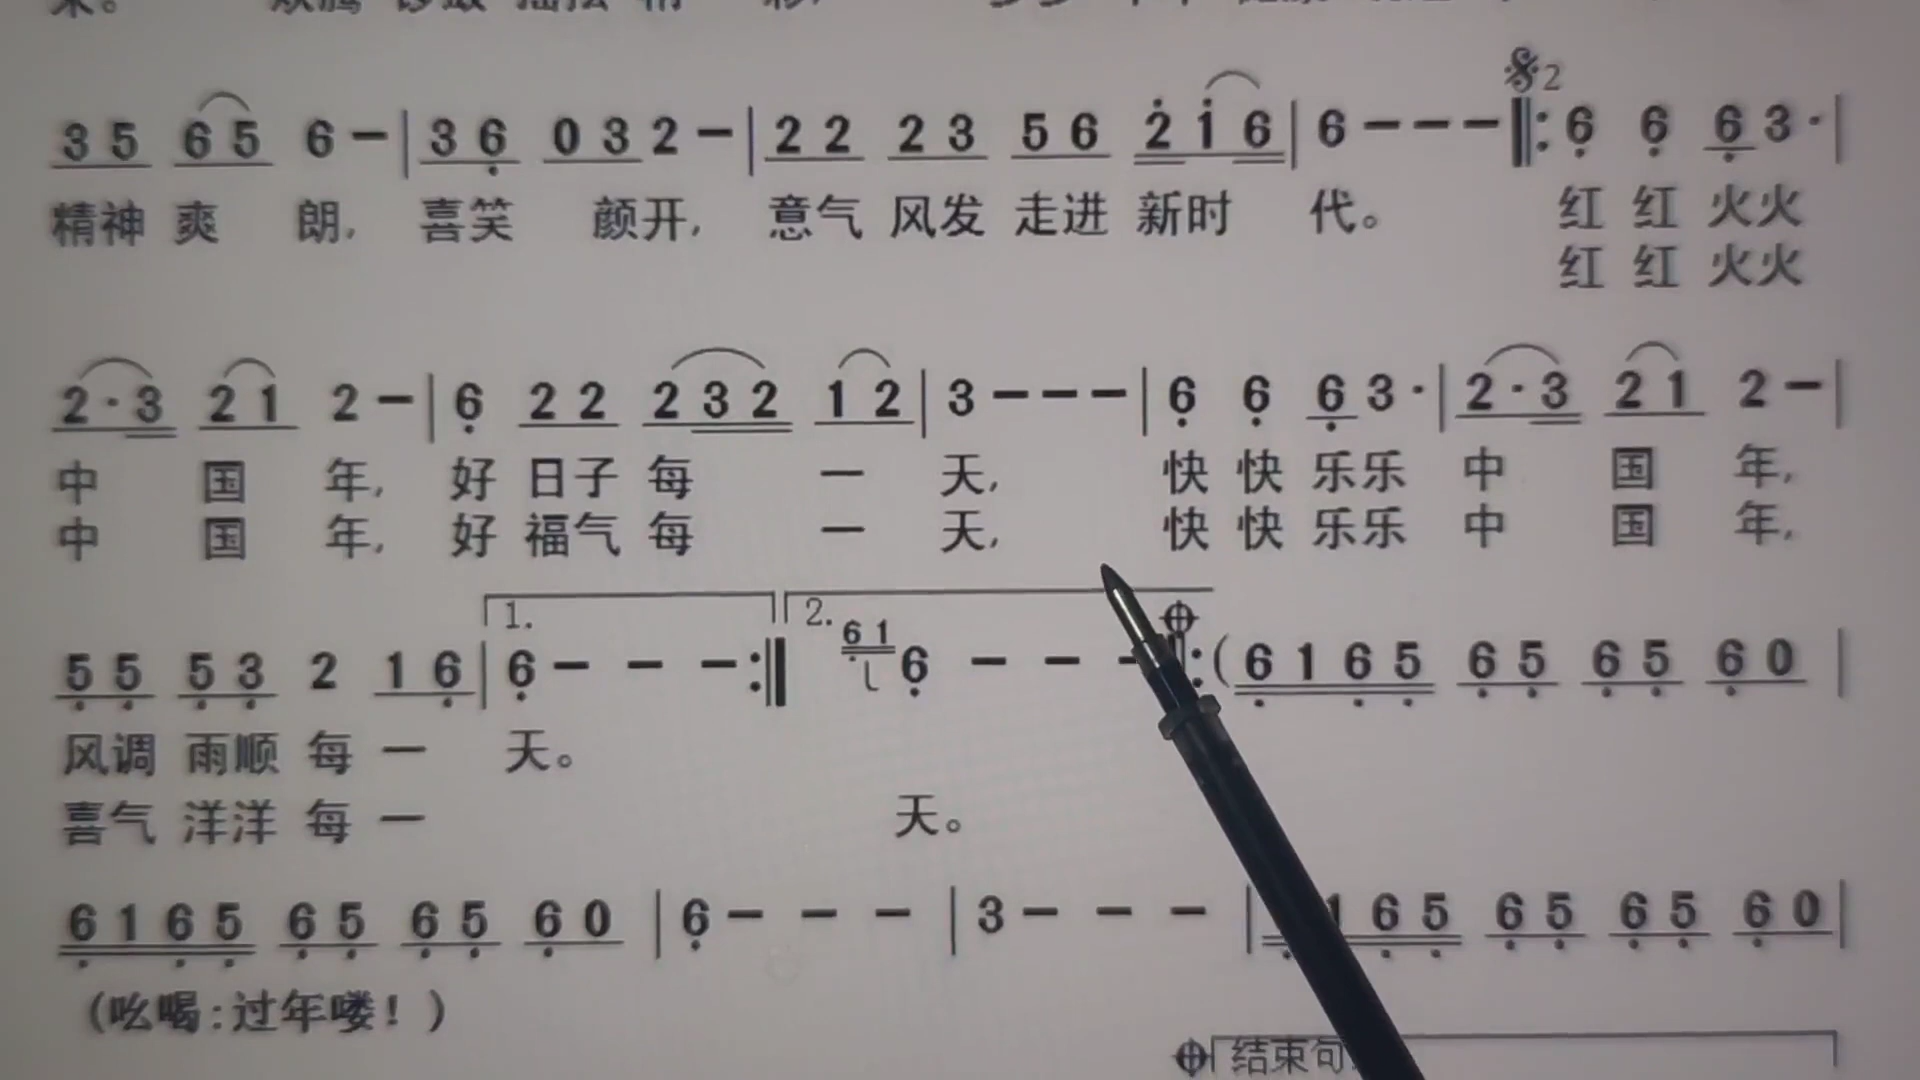 3 5 6 5 6 - | 3 6 0 3 2 - | 2 2 2 3 5 6 2 1 6 | 6 - - - ‖: 6 6 6 3 · |
2
精神 爽 朗, 喜笑 颜开, 意气 风发 走进 新时 代。 红 红 火火
红 红 火火
2 · 3 2 1 2 - | 6 2 2 2 3 2 1 2 | 3 - - - | 6 6 6 3 · | 2 · 3 2 1 2 - |
中 国 年, 好 日子 每 一 天, 快 快 乐乐 中 国 年,
中 国 年, 好 福气 每 一 天, 快 快 乐乐 中 国 年,
1. 2.
5 5 5 3 2 1 6 | 6 - - - :‖ 6 1 6 - - - : ( 6 1 6 5 6 5 6 5 6 0 |
风调 雨顺 每 一 天。
喜气 洋洋 每 一 天。
6 1 6 5 6 5 6 5 6 0 | 6 - - - | 3 - - - | 1 6 5 6 5 6 5 6 0 |
(吆喝:过年喽!)
结束句